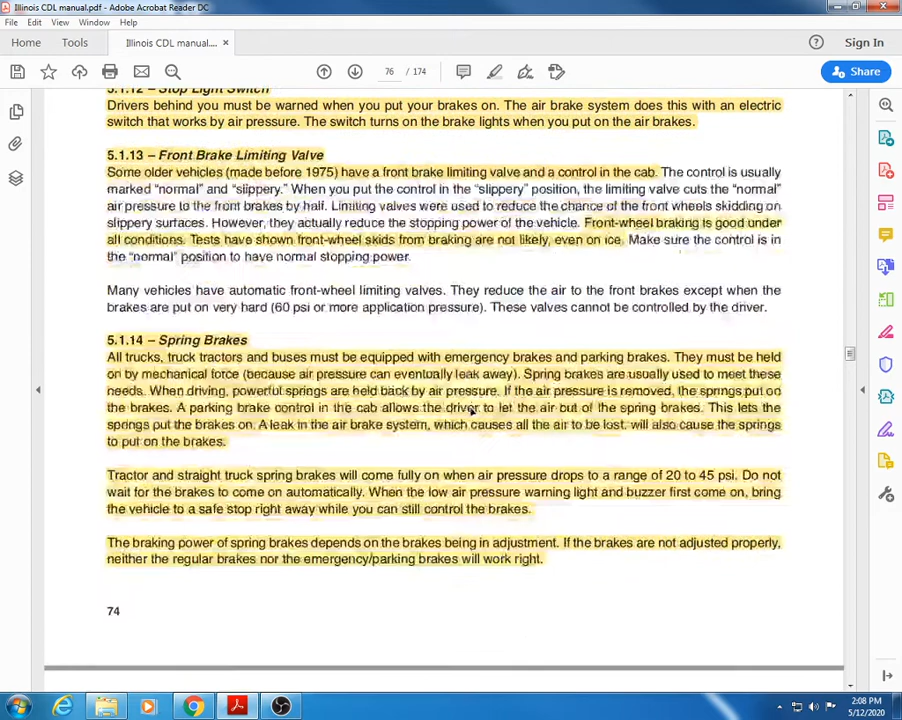 Illinois CDL manual.pdf - Adobe Acrobat Reader DC
File Edit View Window Help
Home Tools Illinois CDL manual.... × Sign In
76 / 174 Share
5.1.12 – Stop Light Switch
Drivers behind you must be warned when you put your brakes on. The air brake system does this with an electric
switch that works by air pressure. The switch turns on the brake lights when you put on the air brakes.
5.1.13 – Front Brake Limiting Valve
Some older vehicles (made before 1975) have a front brake limiting valve and a control in the cab. The control is usually
marked “normal” and “slippery.” When you put the control in the “slippery” position, the limiting valve cuts the “normal”
air pressure to the front brakes by half. Limiting valves were used to reduce the chance of the front wheels skidding on
slippery surfaces. However, they actually reduce the stopping power of the vehicle. Front-wheel braking is good under
all conditions. Tests have shown front-wheel skids from braking are not likely, even on ice. Make sure the control is in
the “normal” position to have normal stopping power.
Many vehicles have automatic front-wheel limiting valves. They reduce the air to the front brakes except when the
brakes are put on very hard (60 psi or more application pressure). These valves cannot be controlled by the driver.
5.1.14 – Spring Brakes
All trucks, truck tractors and buses must be equipped with emergency brakes and parking brakes. They must be held
on by mechanical force (because air pressure can eventually leak away). Spring brakes are usually used to meet these
needs. When driving, powerful springs are held back by air pressure. If the air pressure is removed, the springs put on
the brakes. A parking brake control in the cab allows the driver to let the air out of the spring brakes. This lets the
springs put the brakes on. A leak in the air brake system, which causes all the air to be lost, will also cause the springs
to put on the brakes.
Tractor and straight truck spring brakes will come fully on when air pressure drops to a range of 20 to 45 psi. Do not
wait for the brakes to come on automatically. When the low air pressure warning light and buzzer first come on, bring
the vehicle to a safe stop right away while you can still control the brakes.
The braking power of spring brakes depends on the brakes being in adjustment. If the brakes are not adjusted properly,
neither the regular brakes nor the emergency/parking brakes will work right.
74
2:08 PM
5/12/2020